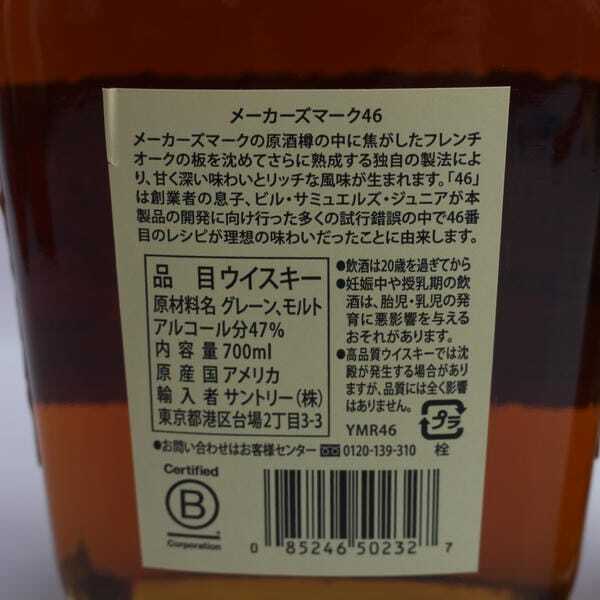 メーカーズマーク46
メーカーズマークの原酒樽の中に焦がしたフレンチ
オークの板を沈めてさらに熟成する独自の製法によ
り、甘く深い味わいとリッチな風味が生まれます。「46」
は創業者の息子、ビル・サミュエルズ・ジュニアが本
製品の開発に向け行った多くの試行錯誤の中で46番
目のレシピが理想の味わいだったことに由来します。
品 目 ウイスキー
原材料名 グレーン、モルト
アルコール分47%
内容量 700ml
原産国 アメリカ
輸入者 サントリー(株)
東京都港区台場2丁目3-3
●飲酒は20歳を過ぎてから
●妊娠中や授乳期の飲
酒は、胎児・乳児の発
育に悪影響を与える
おそれがあります。
●高品質ウイスキーでは沈
殿が発生する場合があり
ますが、品質には全く影響
はありません。
YMR46
プラ
栓
●お問い合わせはお客様センター 0120-139-310
Certified
B
Corporation
0 85246 50232 7